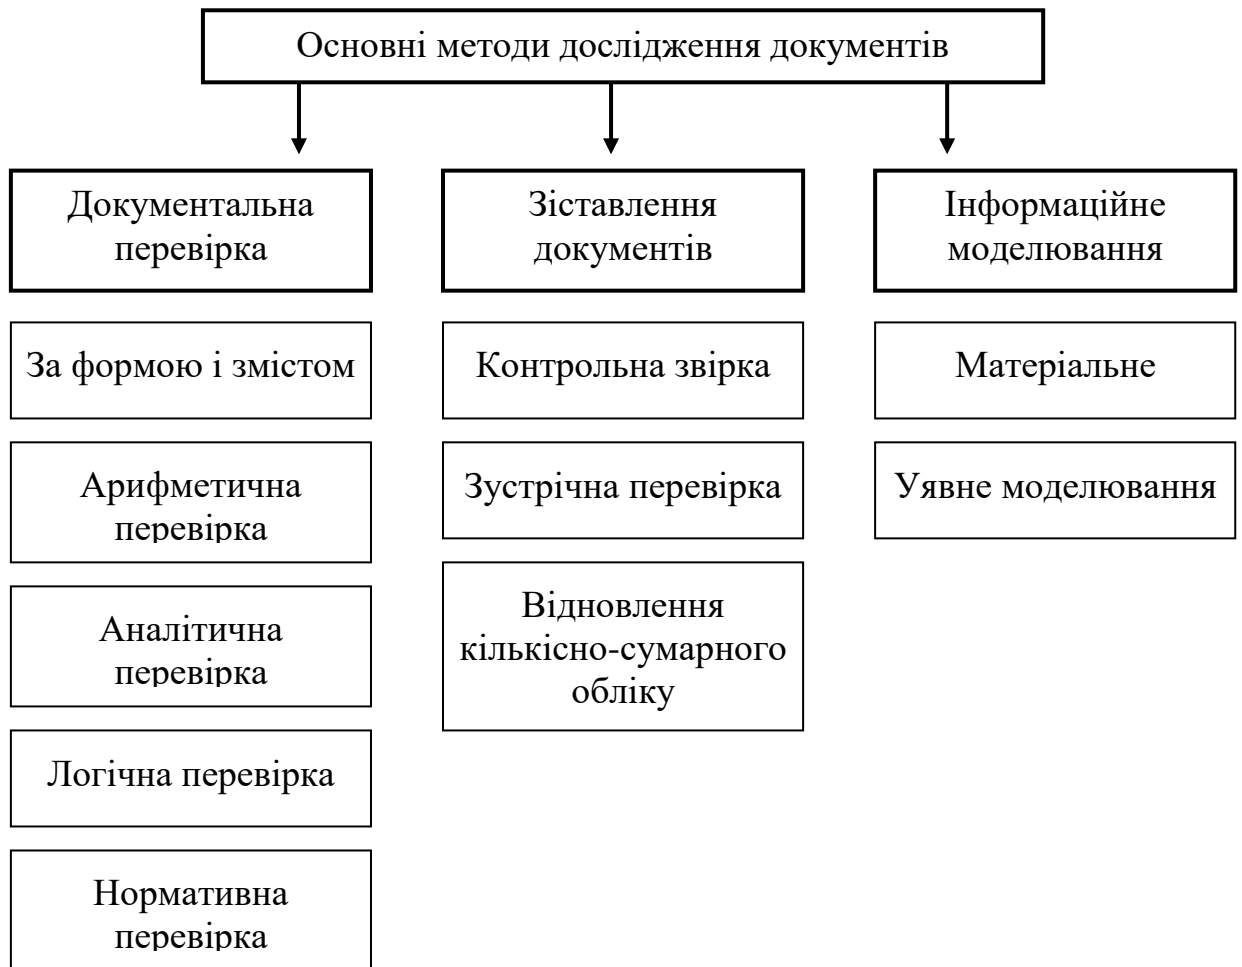 Основні методи дослідження документів
Документальна
перевірка
Зіставлення
документів
Інформаційне
моделювання
За формою і змістом
Контрольна звірка
Матеріальне
Арифметична
перевірка
Зустрічна перевірка
Уявне моделювання
Аналітична
перевірка
Відновлення
кількісно-сумарного
обліку
Логічна перевірка
Нормативна
перевірка